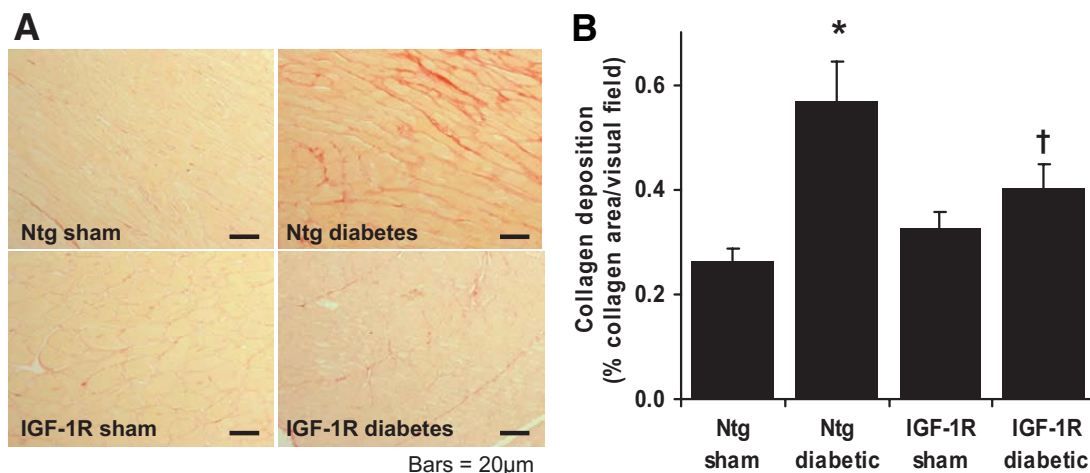 A
Ntg sham
Ntg diabetes
IGF-1R sham
IGF-1R diabetes
Bars = 20µm
B
Collagen deposition
(% collagen area/visual field)
0.6
0.4
0.2
0.0
*
†
Ntg sham
Ntg diabetic
IGF-1R sham
IGF-1R diabetic